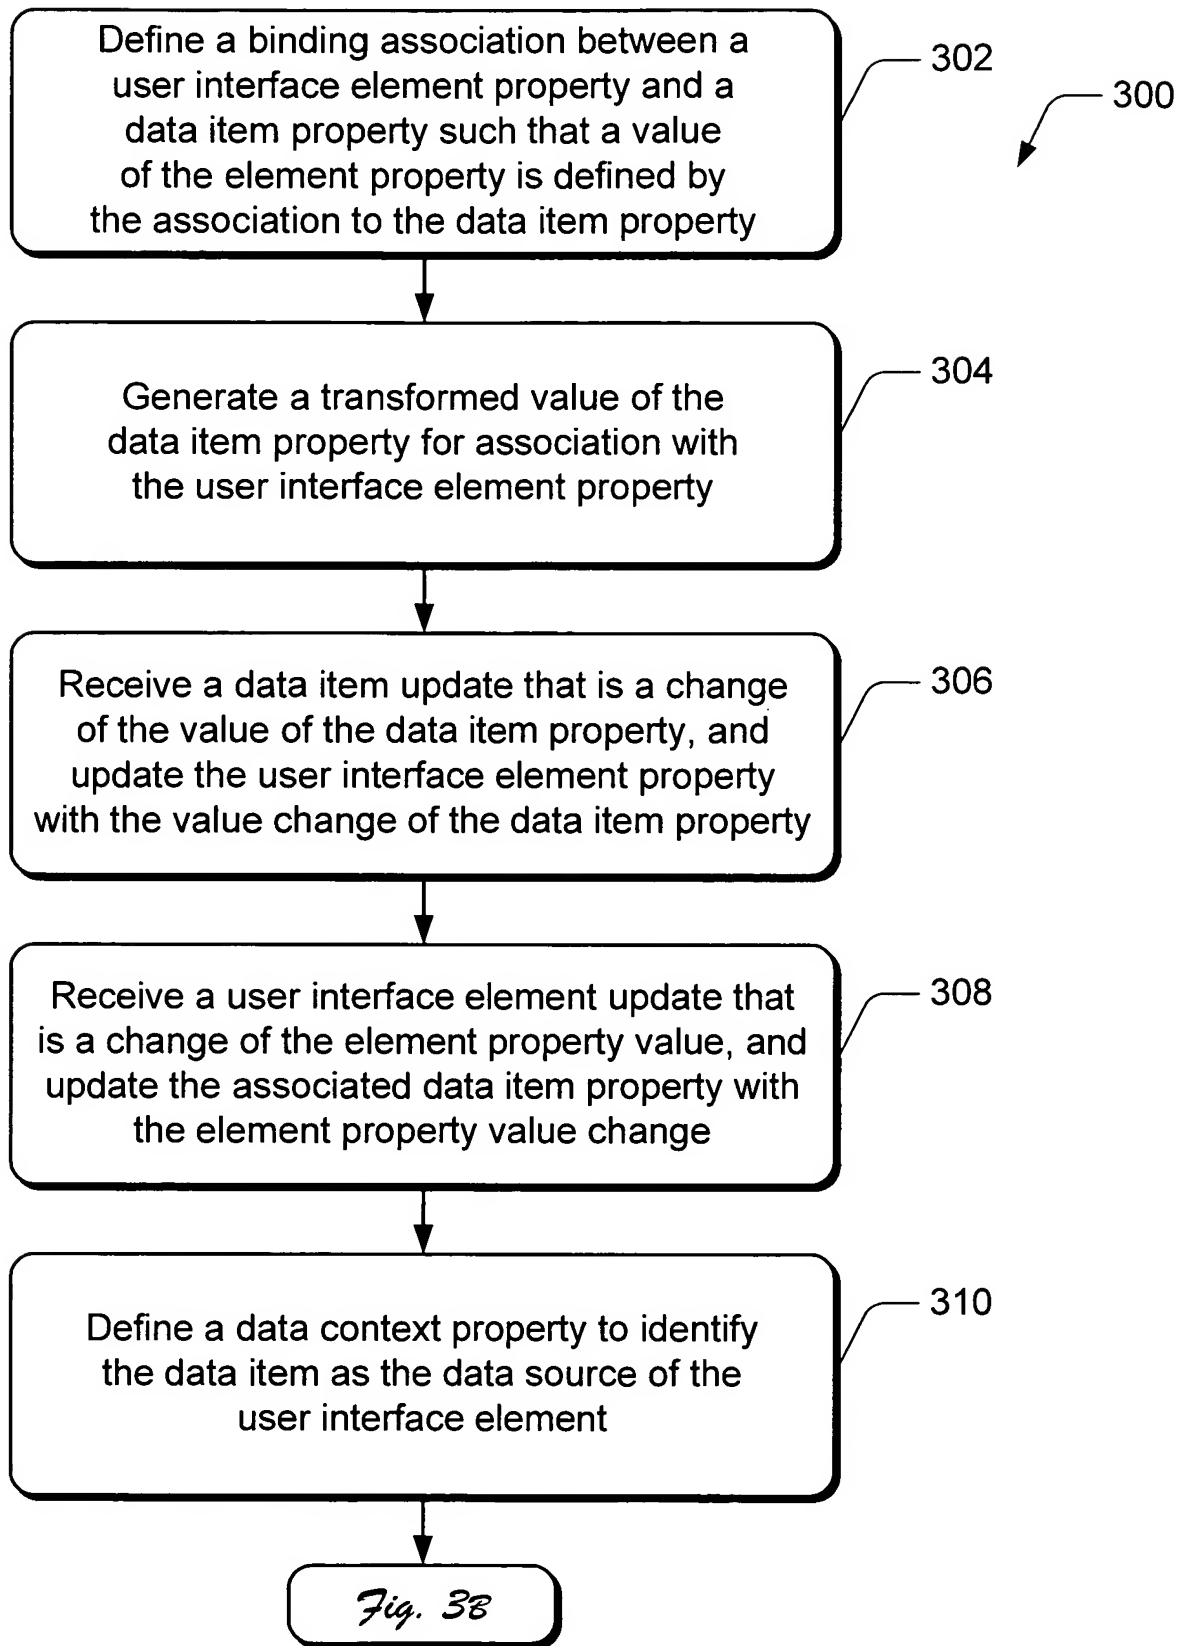 Define a binding association between a
user interface element property and a
data item property such that a value
of the element property is defined by
the association to the data item property
302
300
Generate a transformed value of the
data item property for association with
the user interface element property
304
Receive a data item update that is a change
of the value of the data item property, and
update the user interface element property
with the value change of the data item property
306
Receive a user interface element update that
is a change of the element property value, and
update the associated data item property with
the element property value change
308
Define a data context property to identify
the data item as the data source of the
user interface element
310
Fig. 3B